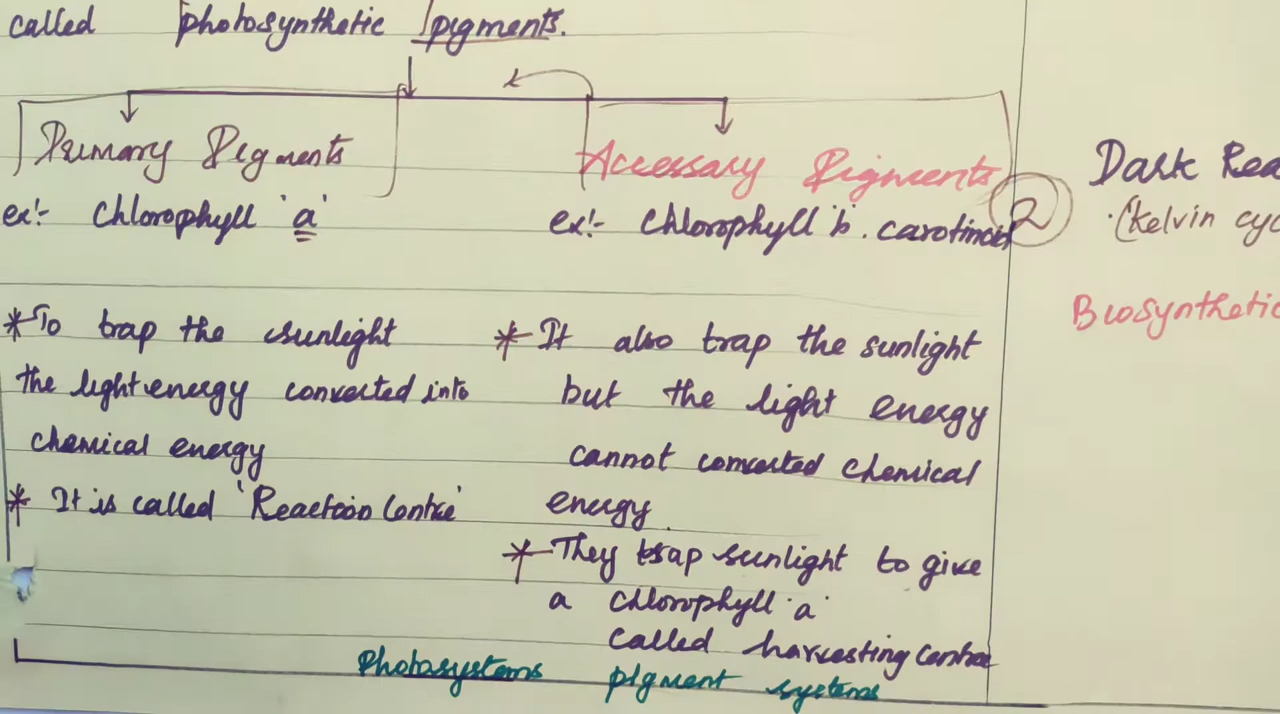 called photosynthetic pigments.
Primary Pigments
Accessary Pigments
ex:- Chlorophyll 'a'
ex:- Chlorophyll 'b'. carotinoid
*To trap the sunlight
the light energy converted into
chemical energy
* It is called 'Reaction Centre'
* It also trap the sunlight
but the light energy
cannot converted chemical
energy.
* They trap sunlight to give
a chlorophyll 'a'
called harvesting centre
Photosystems pigment systems
2
Dark Rea
(Kelvin cyc
Biosynthetic